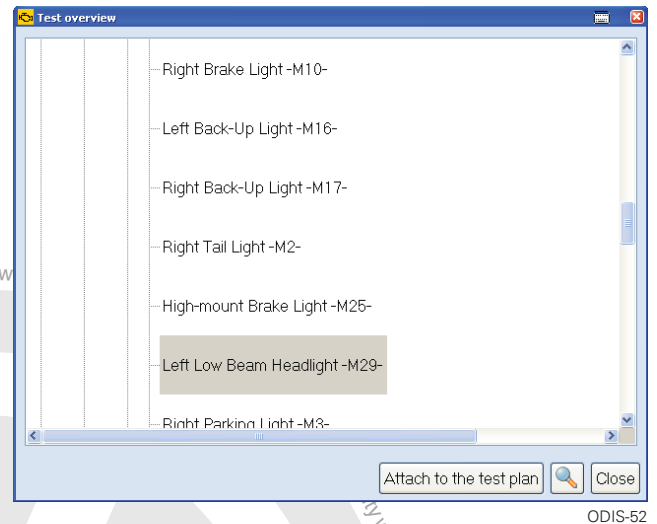 Test overview
Right Brake Light -M10-
Left Back-Up Light -M16-
Right Back-Up Light -M17-
Right Tail Light -M2-
High-mount Brake Light -M25-
Left Low Beam Headlight -M29-
Right Parking Light -M3-
Attach to the test plan
Close
ODIS-52